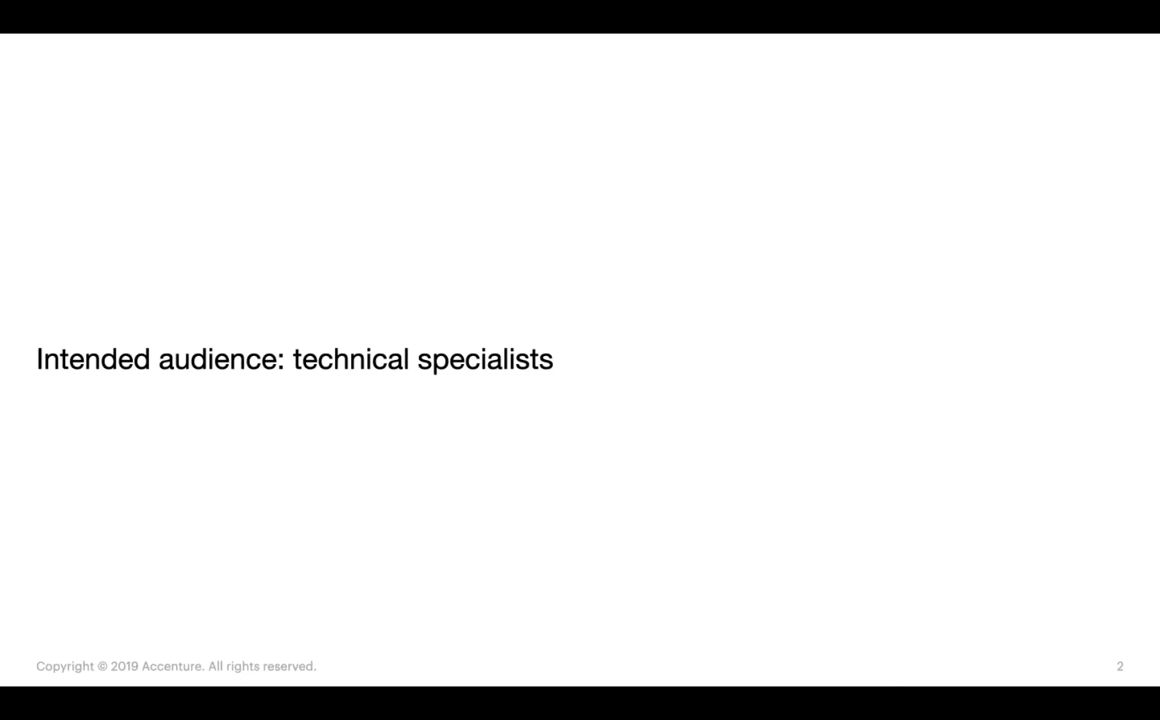 Intended audience: technical specialists
Copyright © 2019 Accenture. All rights reserved.
2